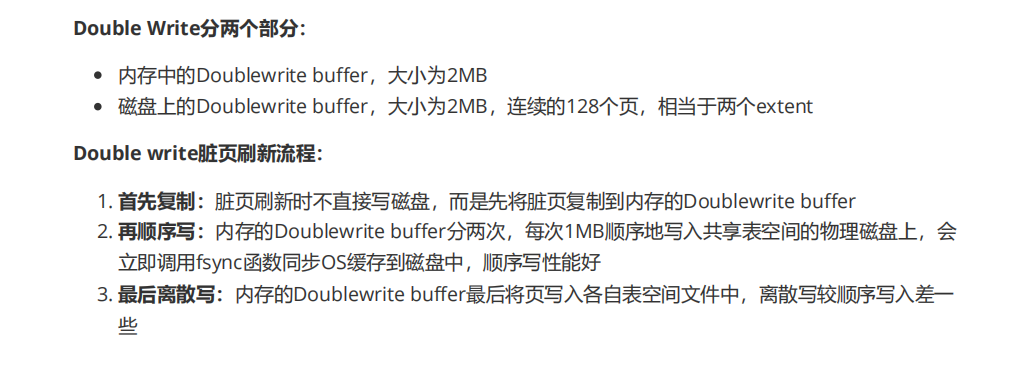 Double Write分两个部分：
• 内存中的Doublewrite buffer，大小为2MB
• 磁盘上的Doublewrite buffer，大小为2MB，连续的128个页，相当于两个extent
Double write脏页刷新流程：
1. 首先复制：脏页刷新时不直接写磁盘，而是先将脏页复制到内存的Doublewrite buffer
2. 再顺序写：内存的Doublewrite buffer分两次，每次1MB顺序地写入共享表空间的物理磁盘上，会
立即调用fsync函数同步OS缓存到磁盘中，顺序写性能好
3. 最后离散写：内存的Doublewrite buffer最后将页写入各自表空间文件中，离散写较顺序写入差一
些